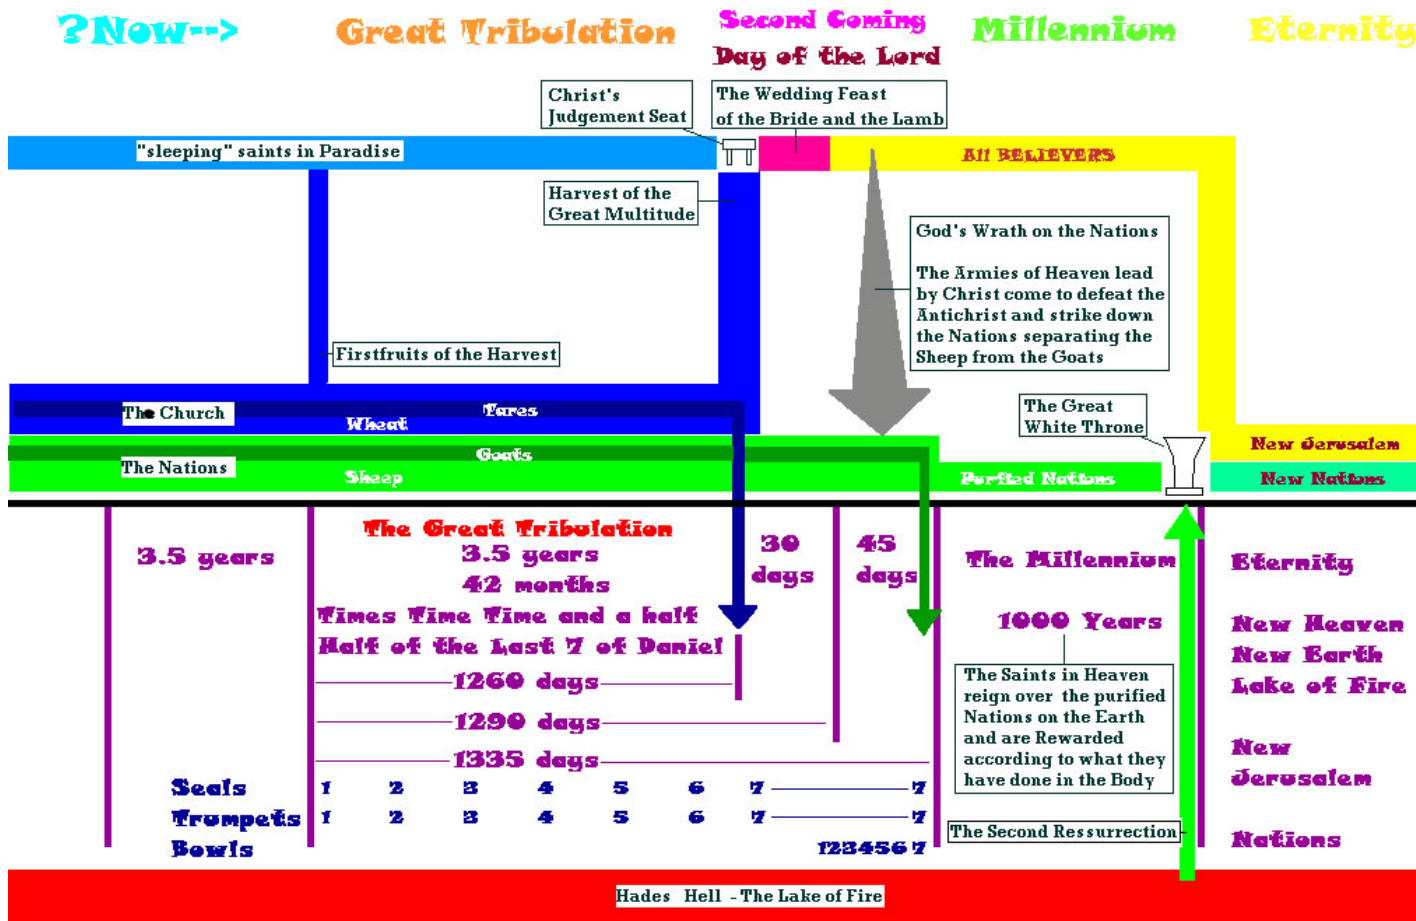 ?Now-->
Great Tribulation
Second Coming
Day of the Lord
Millennium
Eternity
Christ's
Judgement Seat
The Wedding Feast
of the Bride and the Lamb
"sleeping" saints in Paradise
All BELIEVERS
Harvest of the
Great Multitude
God's Wrath on the Nations
The Armies of Heaven lead
by Christ come to defeat the
Antichrist and strike down
the Nations separating the
Sheep from the Goats
Firstfruits of the Harvest
The Church
Tares
Wheat
The Great
White Throne
The Nations
Goats
Sheep
Purified Nations
New Jerusalem
New Nations
The Great Tribulation
3.5 years
3.5 years
42 months
Times Time Time and a half
Half of the Last 7 of Daniel
30
days
45
days
1260 days
1290 days
1335 days
The Millennium
1000 Years
The Saints in Heaven
reign over the purified
Nations on the Earth
and are Rewarded
according to what they
have done in the Body
Eternity
New Heaven
New Earth
Lake of Fire
New
Jerusalem
Nations
Seals 1 2 3 4 5 6 7 7
Trumpets 1 2 3 4 5 6 7 7
Bowls 1234567
The Second Ressurrection
Hades Hell - The Lake of Fire